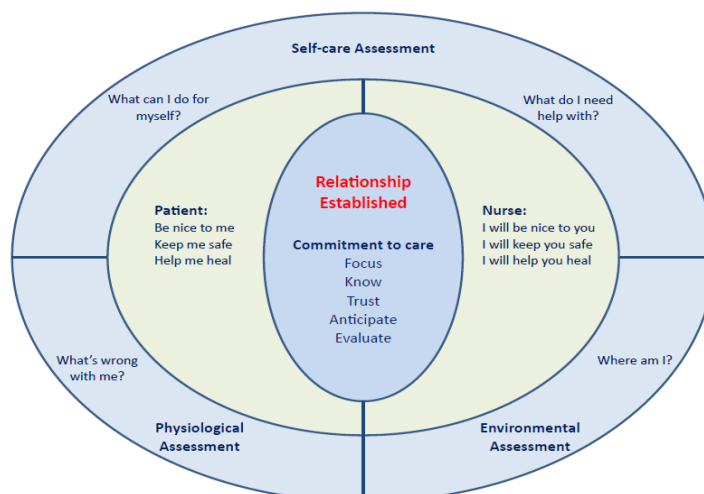 Self-care Assessment
What can I do for
myself?
What do I need
help with?
Relationship
Established
Patient:
Be nice to me
Keep me safe
Help me heal
Commitment to care
Focus
Know
Trust
Anticipate
Evaluate
Nurse:
I will be nice to you
I will keep you safe
I will help you heal
What's wrong
with me?
Where am I?
Physiological
Assessment
Environmental
Assessment